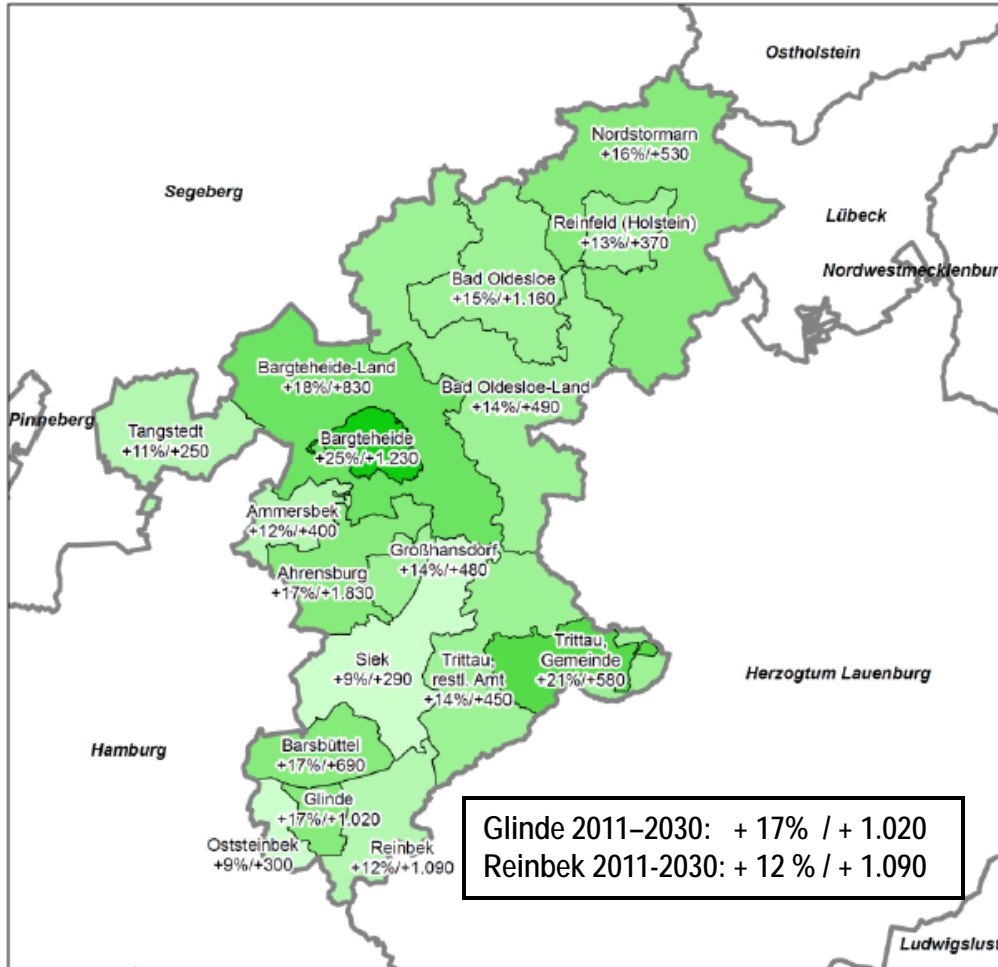 Ostholstein
Nordstormarn
+16%/+530
Segeberg
Reinfeld (Holstein)
+13%/+370
Lübeck
Nordwestmecklenbur
Bad Oldesloe
+15%/+1.160
Bargteheide-Land
+18%/+830
Bad Oldesloe-Land
+14%/+490
Pinneberg
Tangstedt
+11%/+250
Bargteheide
+25%/+1.230
Ammersbek
+12%/+400
Großhansdorf
+14%/+480
Ahrensburg
+17%/+1.830
Siek
+9%/+290
Trittau,
restl. Amt
+14%/+450
Trittau,
Gemeinde
+21%/+580
Herzogtum Lauenburg
Hamburg
Barsbüttel
+17%/+690
Glinde
+17%/+1.020
Oststeinbek
+9%/+300
Reinbek
+12%/+1.090
Glinde 2011–2030: + 17% / + 1.020
Reinbek 2011-2030: + 12 % / + 1.090
Ludwigslust